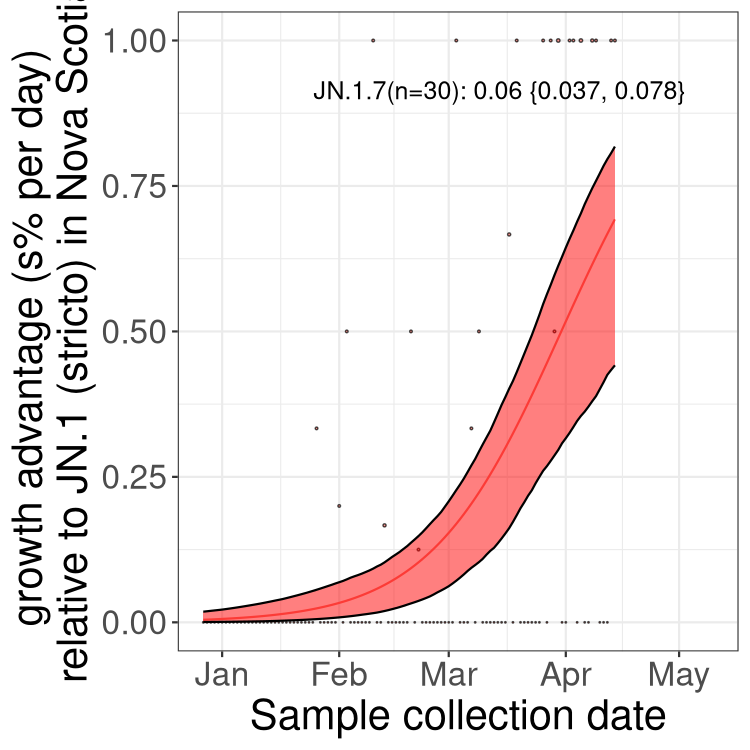 growth advantage (s% per day)
relative to JN.1 (stricto) in Nova Scotia
1.00
JN.1.7(n=30): 0.06 {0.037, 0.078}
0.75
0.50
0.25
0.00
Jan Feb Mar Apr May
Sample collection date